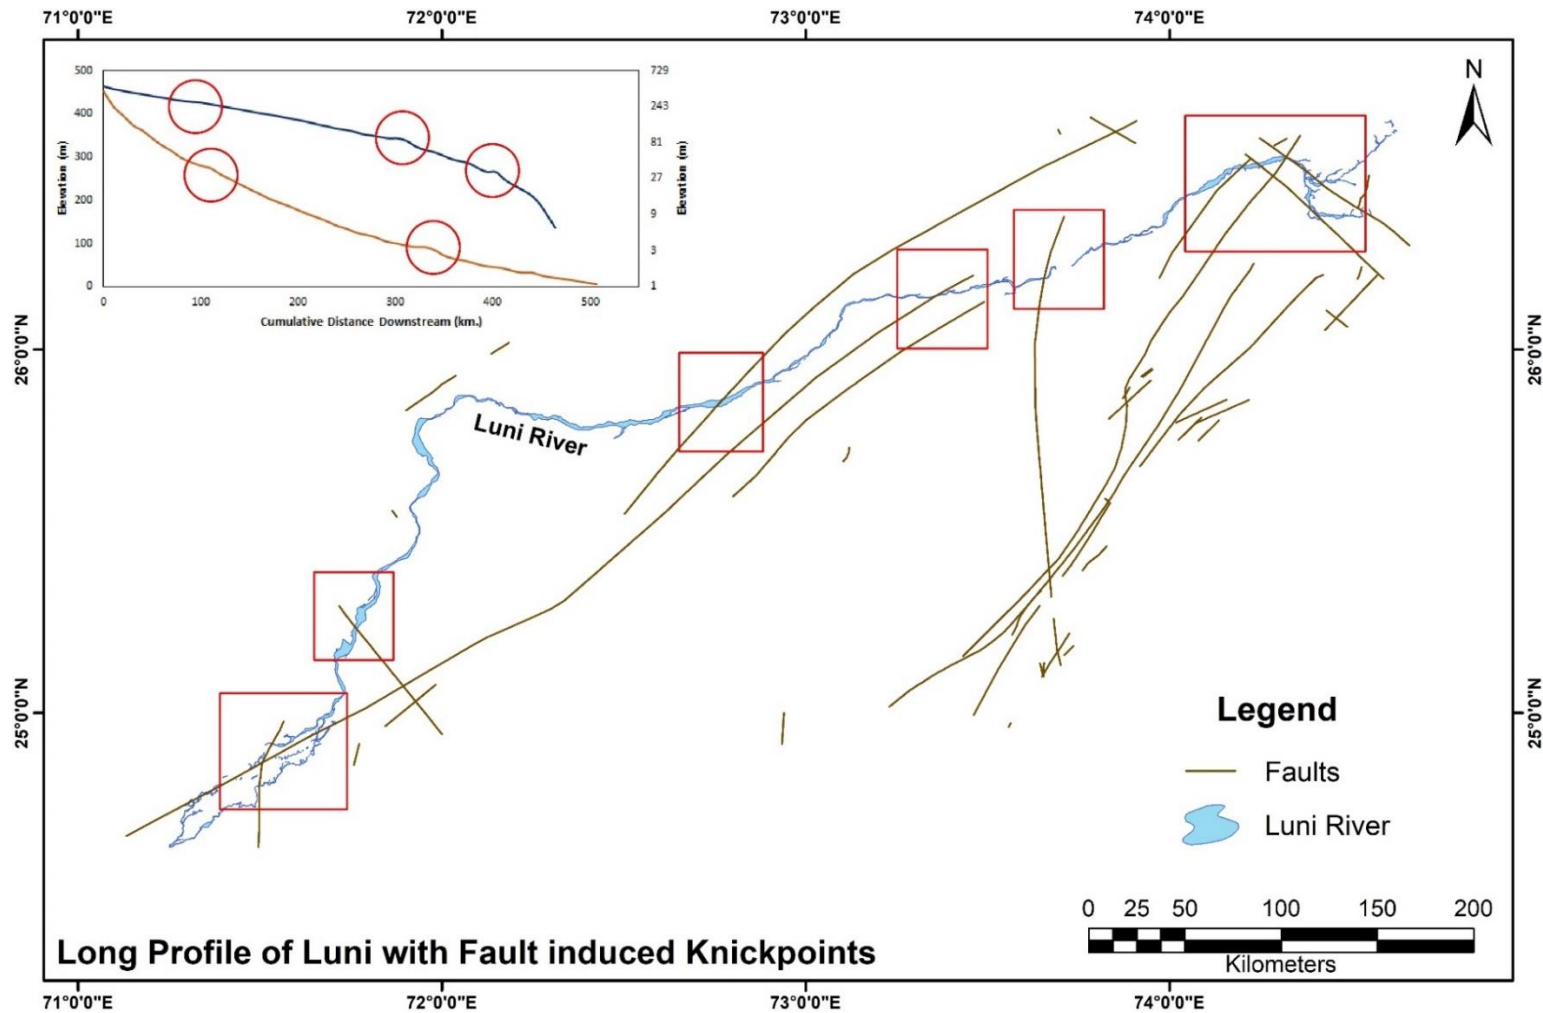 71°0'0"E 72°0'0"E 73°0'0"E 74°0'0"E
N
500 729
400 243
300 81
27
200 9
100 3
0 1
Elevation (m)
Elevation (m)
0 100 200 300 400 500
Cumulative Distance Downstream (km.)
26°0'0"N 26°0'0"N
Luni River
25°0'0"N 25°0'0"N
Legend
Faults
Luni River
0 25 50 100 150 200
Kilometers
Long Profile of Luni with Fault induced Knickpoints
71°0'0"E 72°0'0"E 73°0'0"E 74°0'0"E